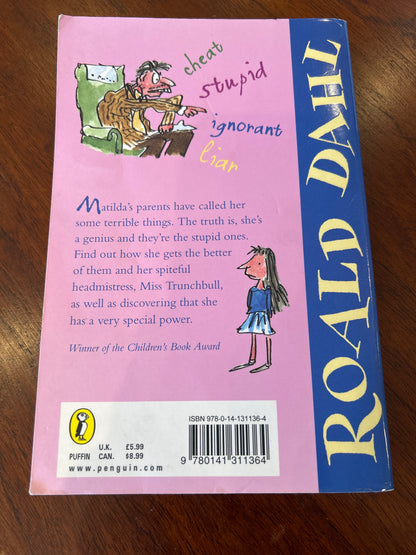 cheat
stupid
ignorant
liar
Matilda's parents have called her
some terrible things. The truth is, she's
a genius and they're the stupid ones.
Find out how she gets the better
of them and her spiteful
headmistress, Miss Trunchbull,
as well as discovering that she
has a very special power.
Winner of the Children's Book Award
ROALD DAHL
ISBN 978-0-14-131136-4
U.K. £5.99
PUFFIN CAN. $8.99
www.penguin.com
9 780141 311364